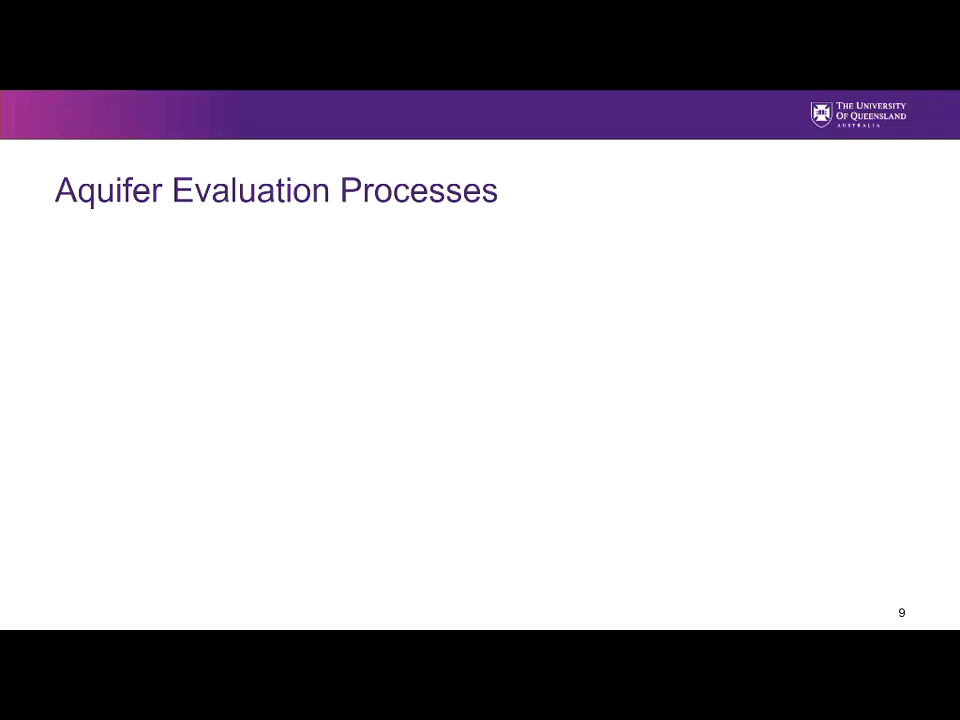 THE UNIVERSITY
OF QUEENSLAND
AUSTRALIA
Aquifer Evaluation Processes
9